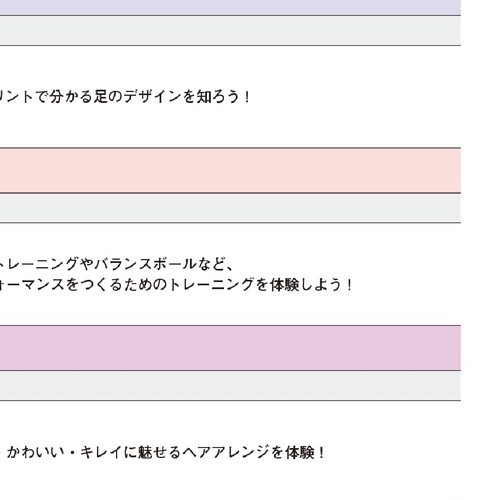 リントで分かる足のデザインを知ろう！
トレーニングやバランスボールなど、
ォーマンスをつくるためのトレーニングを体験しよう！
・かわいい・キレイに魅せるヘアアレンジを体験！